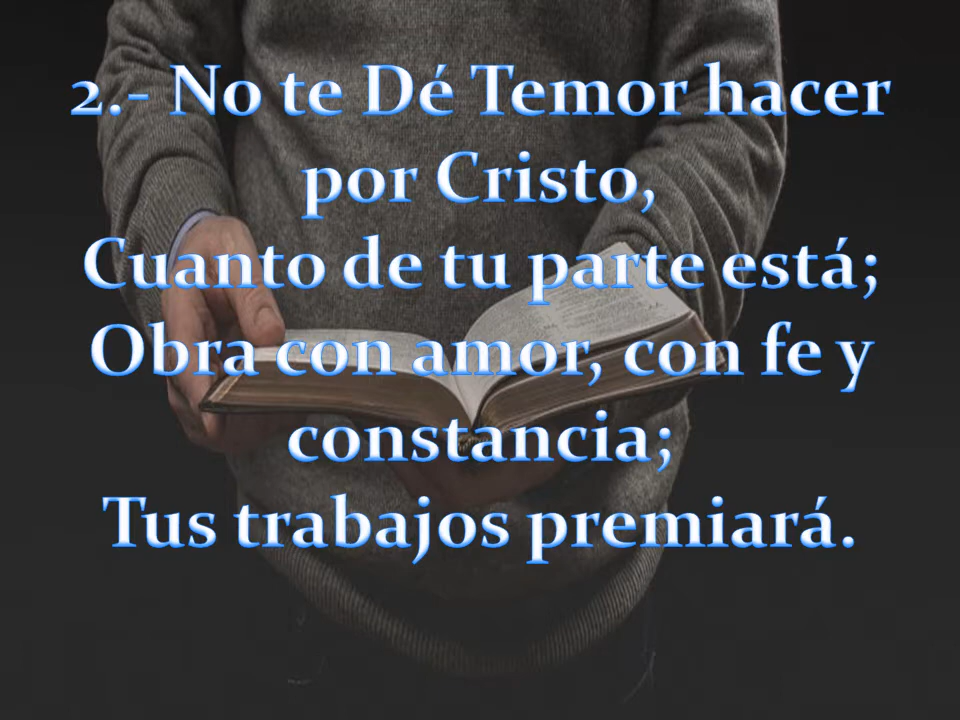 2.- No te Dé Temor hacer
por Cristo,
Cuanto de tu parte está;
Obra con amor, con fe y
constancia;
Tus trabajos premiará.